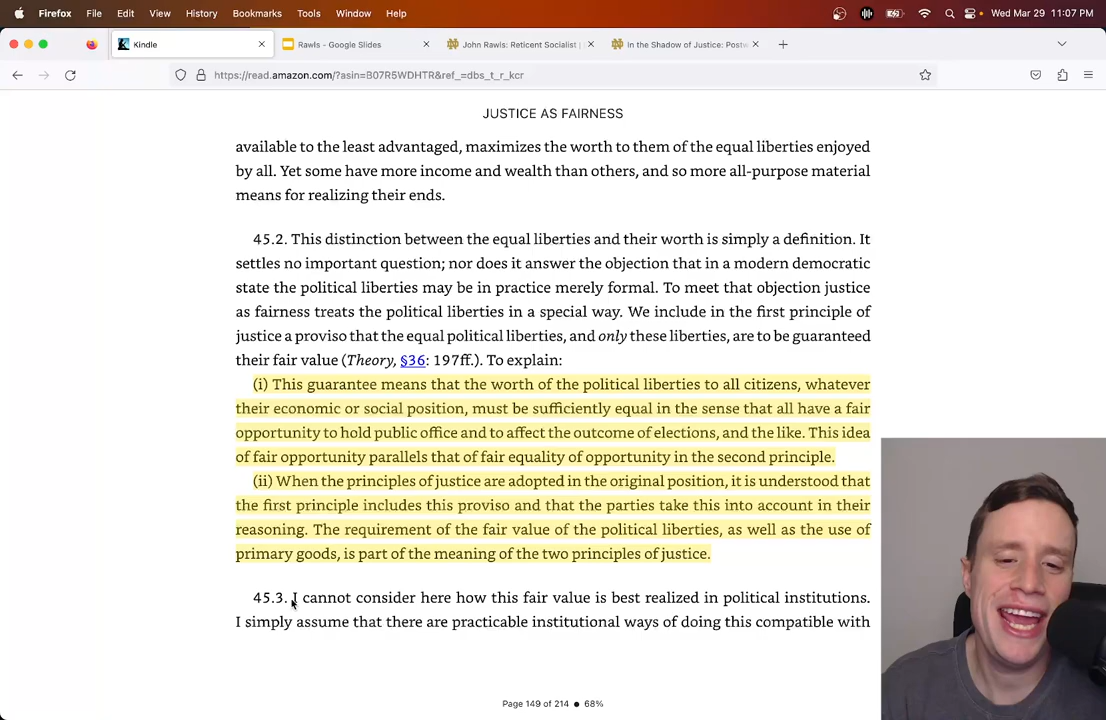 Firefox File Edit View History Bookmarks Tools Window Help Wed Mar 29 11:07 PM
Kindle Rawls - Google Slides John Rawls: Reticent Socialist | In the Shadow of Justice: Postw
https://read.amazon.com/?asin=B07R5WDHTR&ref_=dbs_t_r_kcr
JUSTICE AS FAIRNESS
available to the least advantaged, maximizes the worth to them of the equal liberties enjoyed
by all. Yet some have more income and wealth than others, and so more all-purpose material
means for realizing their ends.
45.2. This distinction between the equal liberties and their worth is simply a definition. It
settles no important question; nor does it answer the objection that in a modern democratic
state the political liberties may be in practice merely formal. To meet that objection justice
as fairness treats the political liberties in a special way. We include in the first principle of
justice a proviso that the equal political liberties, and only these liberties, are to be guaranteed
their fair value (Theory, §36: 197ff.). To explain:
(i) This guarantee means that the worth of the political liberties to all citizens, whatever
their economic or social position, must be sufficiently equal in the sense that all have a fair
opportunity to hold public office and to affect the outcome of elections, and the like. This idea
of fair opportunity parallels that of fair equality of opportunity in the second principle.
(ii) When the principles of justice are adopted in the original position, it is understood that
the first principle includes this proviso and that the parties take this into account in their
reasoning. The requirement of the fair value of the political liberties, as well as the use of
primary goods, is part of the meaning of the two principles of justice.
45.3. I cannot consider here how this fair value is best realized in political institutions.
I simply assume that there are practicable institutional ways of doing this compatible with
Page 149 of 214 ● 68%